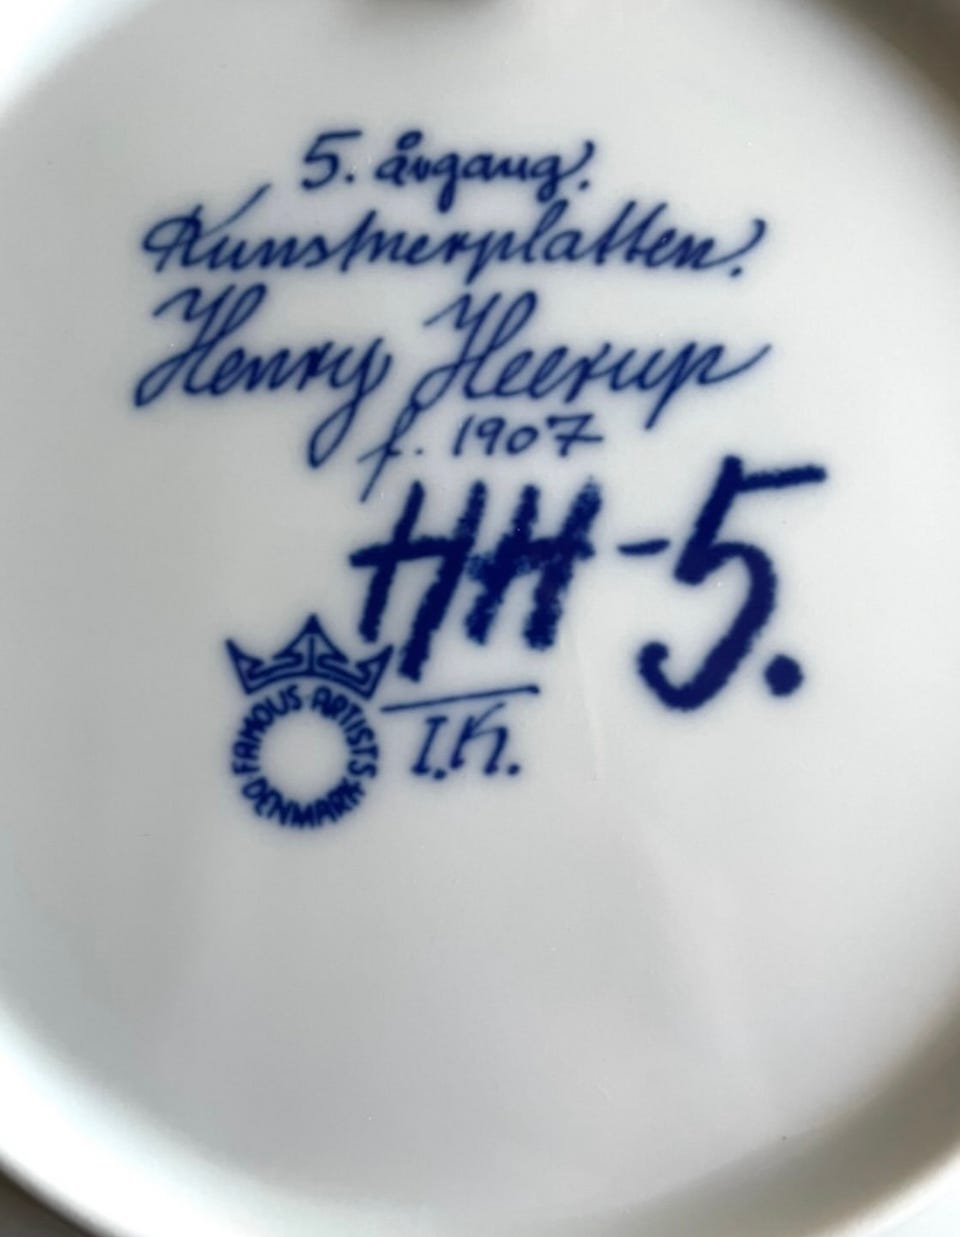 5. årgang.
Kunstnerplatten.
Henry Heerup
f. 1907
HH-5.
FAMOUS ARTISTS
DENMARK
I.K.